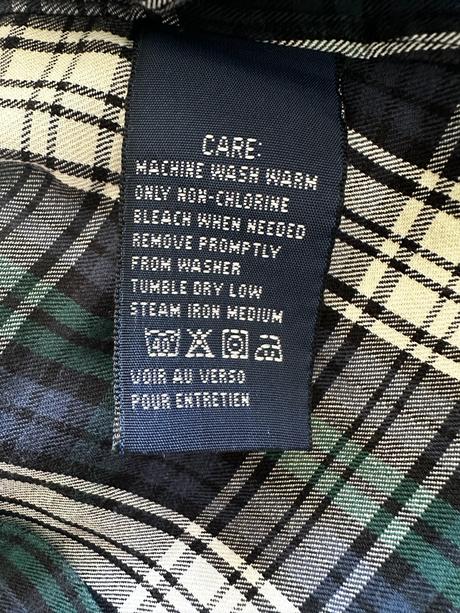 CARE:
MACHINE WASH WARM
ONLY NON-CHLORINE
BLEACH WHEN NEEDED
REMOVE PROMPTLY
FROM WASHER
TUMBLE DRY LOW
STEAM IRON MEDIUM
40
VOIR AU VERSO
POUR ENTRETIEN